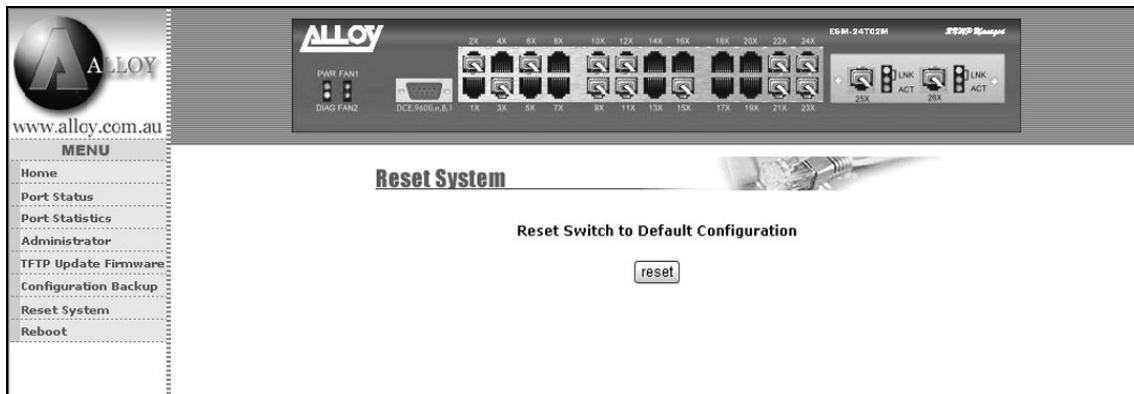 ALLOY
www.alloy.com.au
MENU
Home
Port Status
Port Statistics
Administrator
TFTP Update Firmware
Configuration Backup
Reset System
Reboot
ALLOY
ESM-24T02M
SNMP Managed
2X 4X 6X 8X 10X 12X 14X 16X 18X 20X 22X 24X
PWR FAN1
DIAG FAN2
DCE,9600,n,8,1
1X 3X 5X 7X 9X 11X 13X 15X 17X 19X 21X 23X
LNK
ACT
25X
LNK
ACT
26X
Reset System
Reset Switch to Default Configuration
reset